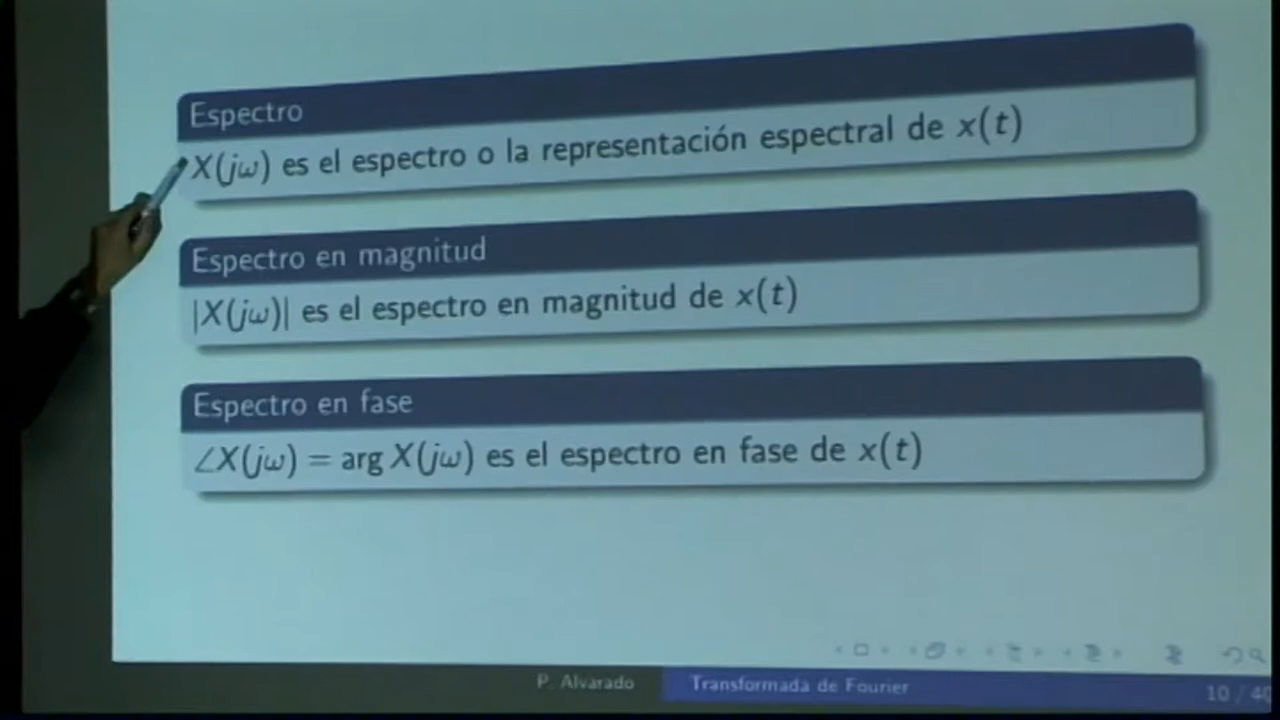 Espectro
X(jω) es el espectro o la representación espectral de x(t)
Espectro en magnitud
|X(jω)| es el espectro en magnitud de x(t)
Espectro en fase
∠X(jω) = arg X(jω) es el espectro en fase de x(t)
P. Alvarado
Transformada de Fourier
10 / 40